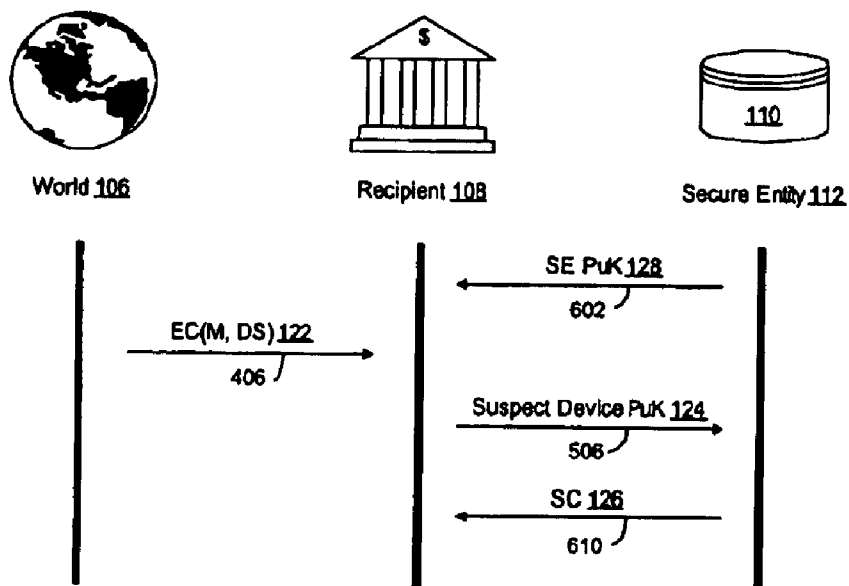 $
110
World 106
Recipient 108
Secure Entity 112
SE PuK 128
602
EC(M, DS) 122
406
Suspect Device PuK 124
506
SC 126
610